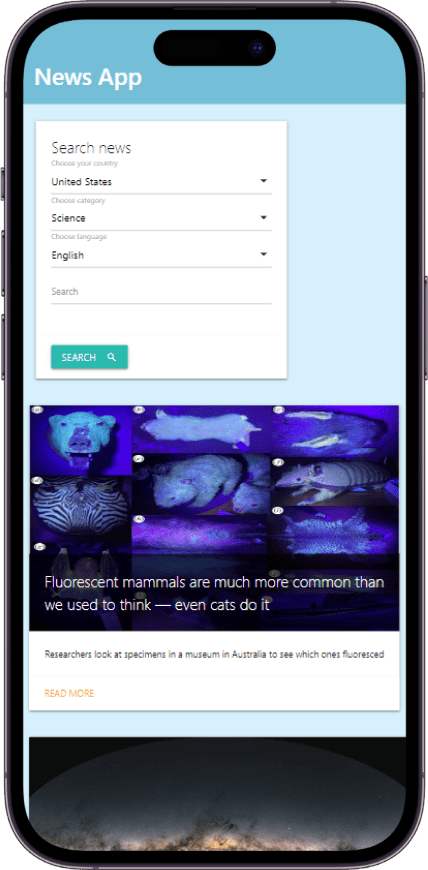 News App
Search news
Choose your country
United States
Choose category
Science
Choose language
English
Search
SEARCH
Fluorescent mammals are much more common than
we used to think — even cats do it
Researchers look at specimens in a museum in Australia to see which ones fluoresced
READ MORE